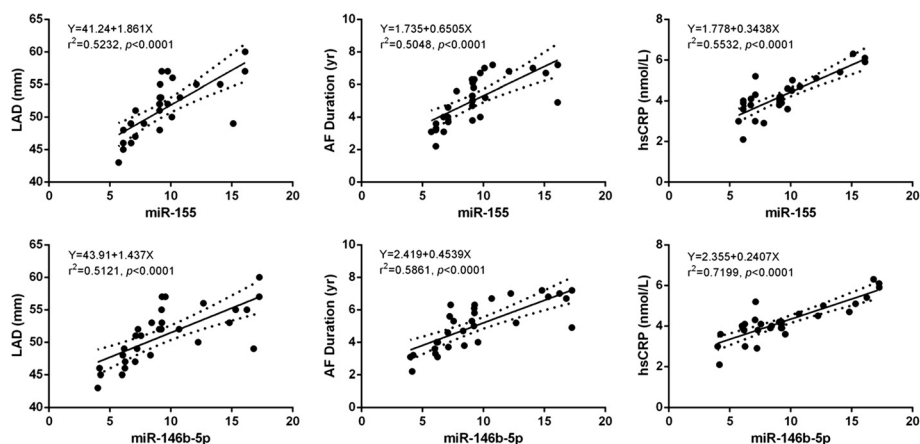 Y=41.24+1.861X
r²=0.5232, p<0.0001
65
60
55
50
45
40
LAD (mm)
0
5
10
15
20
miR-155
Y=1.735+0.6505X
r²=0.5048, p<0.0001
10
8
6
4
2
0
AF Duration (yr)
0
5
10
15
20
miR-155
Y=1.778+0.3438X
r²=0.5532, p<0.0001
8
6
4
2
0
hsCRP (nmol/L)
0
5
10
15
20
miR-155
Y=43.91+1.437X
r²=0.5121, p<0.0001
65
60
55
50
45
40
LAD (mm)
0
5
10
15
20
miR-146b-5p
Y=2.419+0.4539X
r²=0.5861, p<0.0001
10
8
6
4
2
0
AF Duration (yr)
0
5
10
15
20
miR-146b-5p
Y=2.355+0.2407X
r²=0.7199, p<0.0001
8
6
4
2
0
hsCRP (nmol/L)
0
5
10
15
20
miR-146b-5p